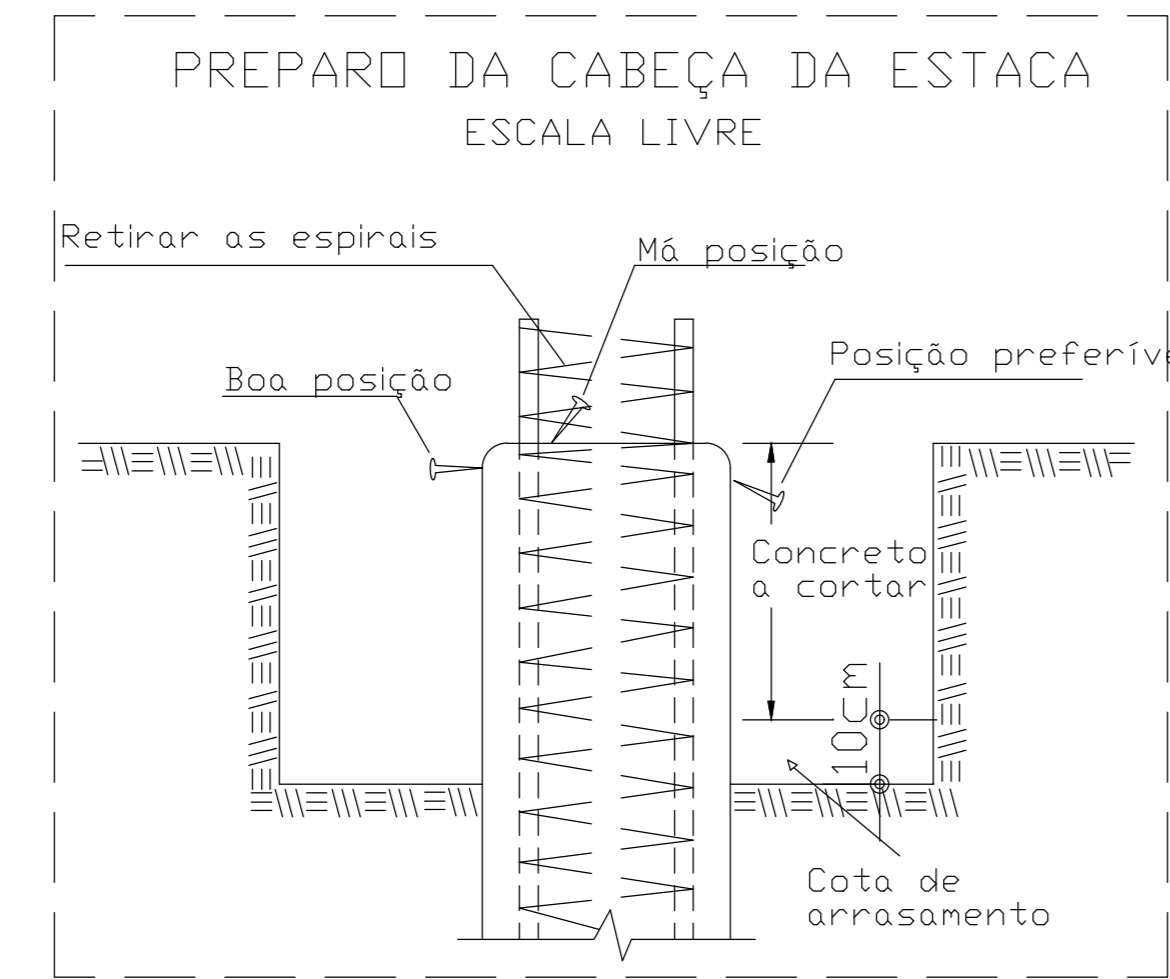 PREPARO DA CABEÇA DA ESTACA
ESCALA LIVRE
Retirar as espirais
Má posição
Boa posição
Posição preferíve
Concreto
a cortar
10cm
Cota de
arrasamento